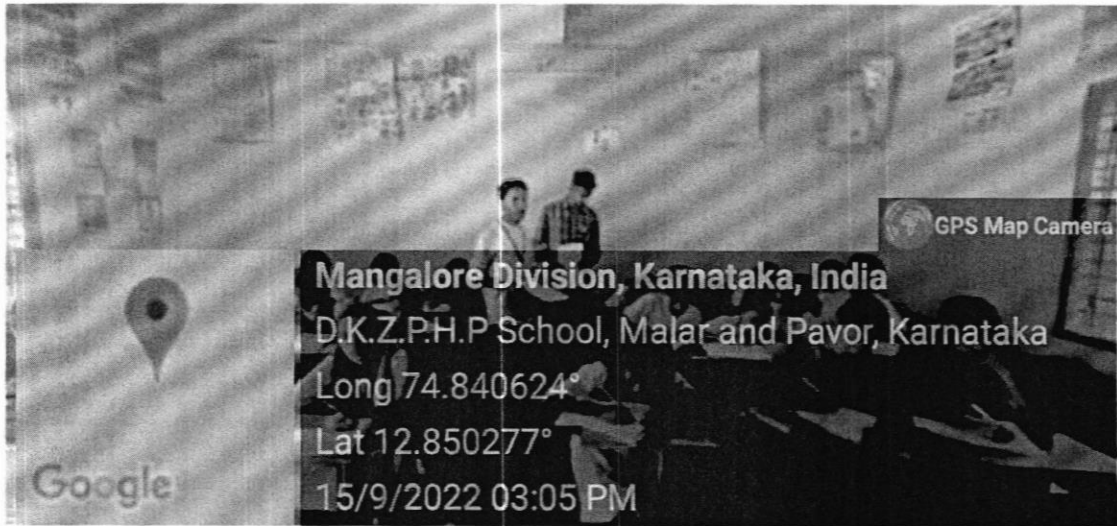 GPS Map Camera
Mangalore Division, Karnataka, India
D.K.Z.P.H.P School, Malar and Pavor, Karnataka
Long 74.840624°
Lat 12.850277°
15/9/2022 03:05 PM
Google